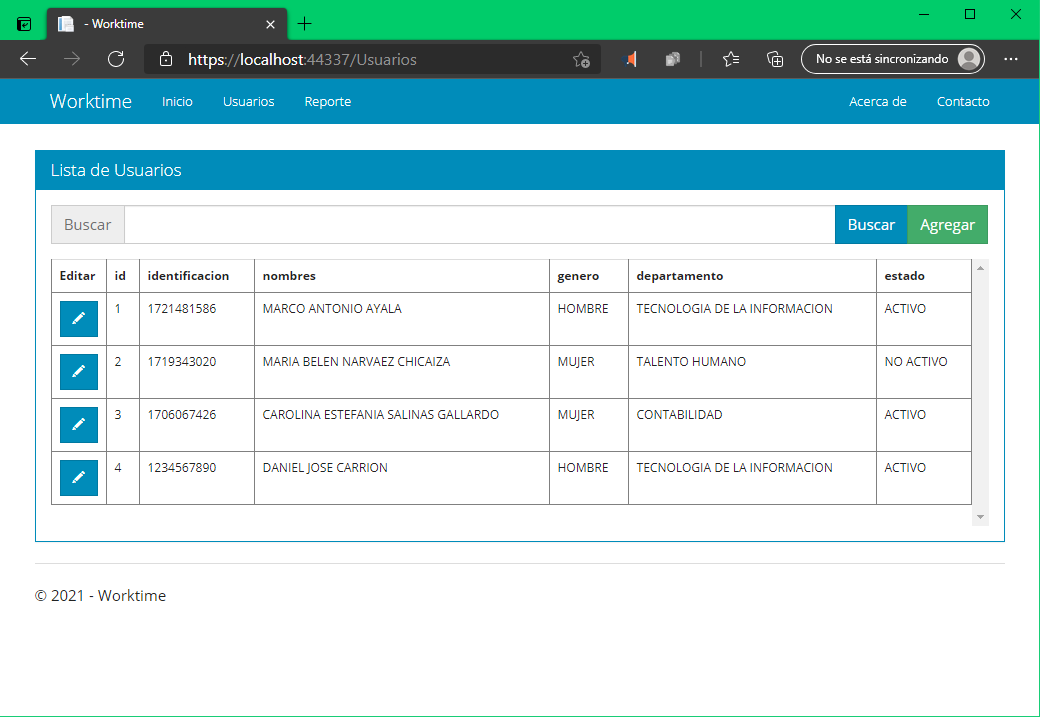 - Worktime
https://localhost:44337/Usuarios
No se está sincronizando
Worktime Inicio Usuarios Reporte Acerca de Contacto
Lista de Usuarios
Buscar Buscar Agregar
Editar id identificacion nombres genero departamento estado
1 1721481586 MARCO ANTONIO AYALA HOMBRE TECNOLOGIA DE LA INFORMACION ACTIVO
2 1719343020 MARIA BELEN NARVAEZ CHICAIZA MUJER TALENTO HUMANO NO ACTIVO
3 1706067426 CAROLINA ESTEFANIA SALINAS GALLARDO MUJER CONTABILIDAD ACTIVO
4 1234567890 DANIEL JOSE CARRION HOMBRE TECNOLOGIA DE LA INFORMACION ACTIVO
© 2021 - Worktime